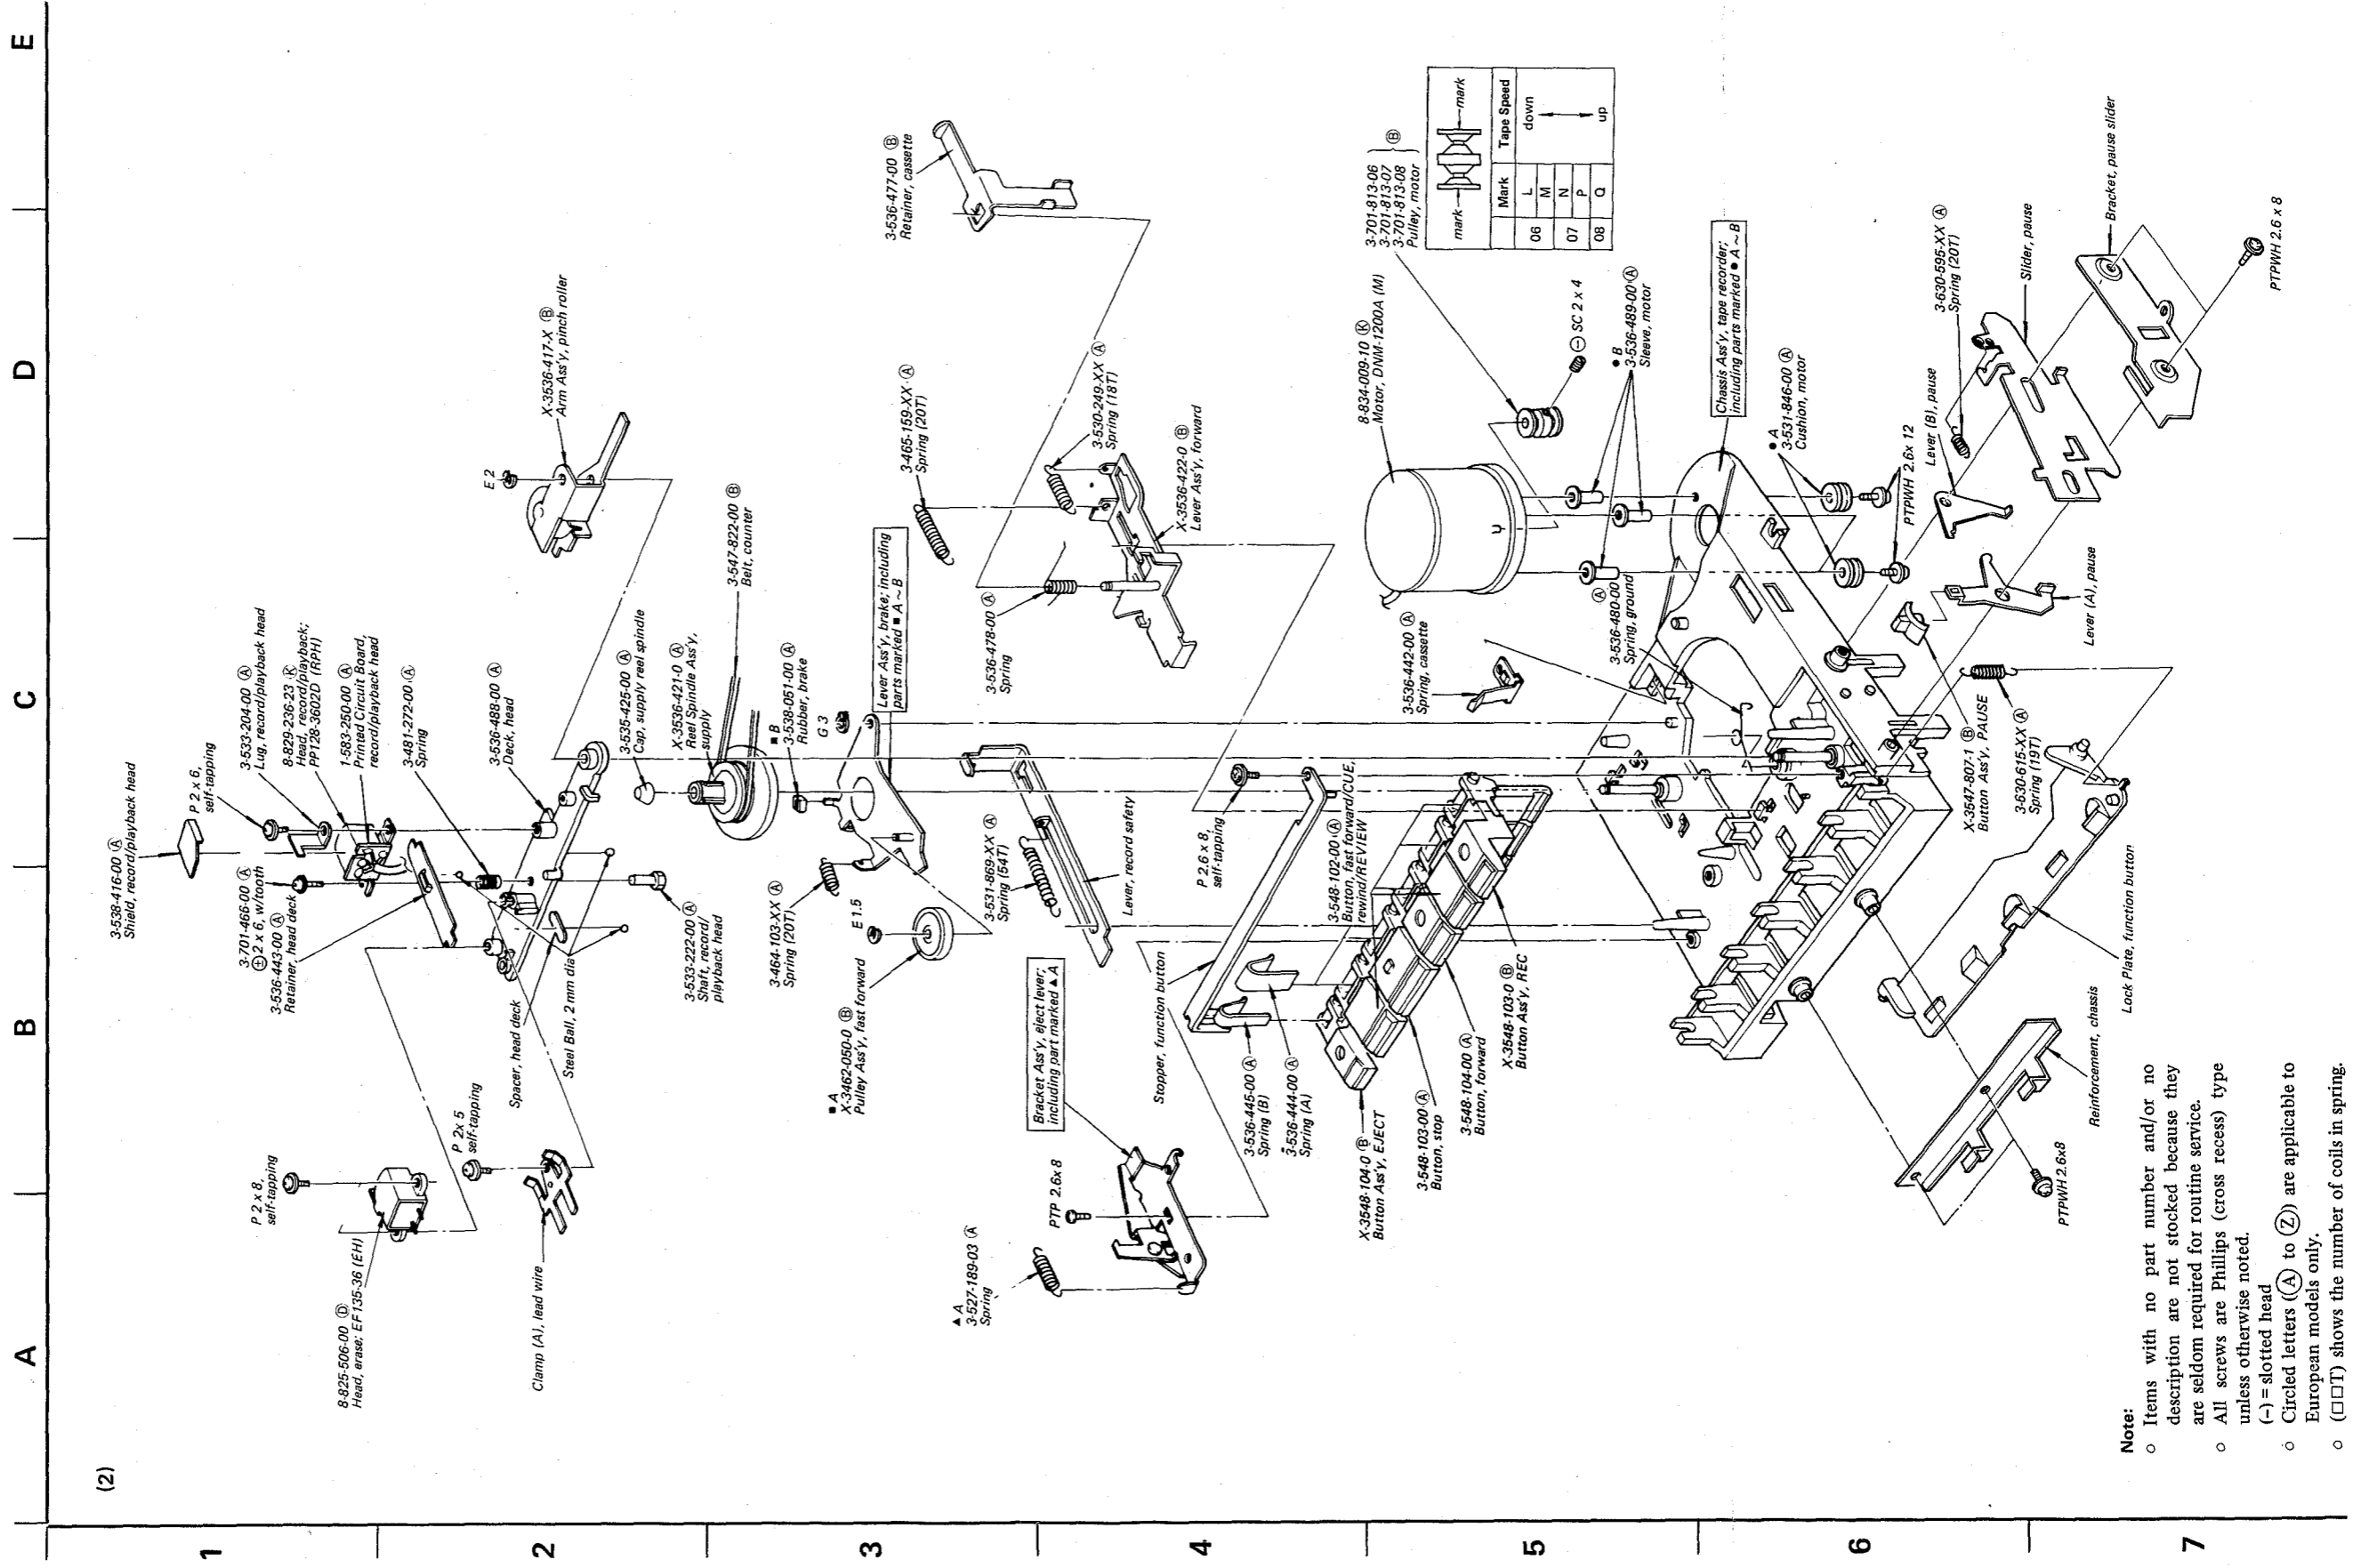 A
B
C
D
E
1
2
3
4
5
6
7
(2)
3-538-416-00 Ⓐ
Shield, record/playback head
P 2 x 6,
self-tapping
3-533-204-00 Ⓐ
Lug, record/playback head
8-829-236-23 Ⓚ
Head, record/playback;
PP128-3602D (RPH)
1-583-250-00 Ⓐ
Printed Circuit Board,
record/playback head
3-481-272-00 Ⓐ
Spring
3-536-488-00 Ⓐ
Deck, head
3-701-466-00 Ⓐ
⊕ 2 x 6, w/tooth
3-536-443-00 Ⓐ
Retainer, head deck
P 2 x 8,
self-tapping
8-825-506-00 Ⓓ
Head, erase; EF135-36 (EH)
P 2x 5
self-tapping
Clamp (A), lead wire
Spacer, head deck
Steel Ball, 2 mm dia
3-533-222-00 Ⓐ
Shaft, record/
playback head
E 2
X-3536-417-X Ⓑ
Arm Ass'y, pinch roller
3-535-425-00 Ⓐ
Cap, supply reel spindle
X-3536-421-0 Ⓐ
Reel Spindle Ass'y,
supply
3-547-822-00 Ⓑ
Belt, counter
■ B
3-538-051-00 Ⓐ
Rubber, brake
G 3
Lever Ass'y, brake; including
parts marked ■ A ~ B
3-464-103-XX Ⓐ
Spring (20T)
E 1.5
■ A
X-3462-050-0 Ⓑ
Pulley Ass'y, fast forward
3-536-477-00 Ⓑ
Retainer, cassette
3-465-159-XX Ⓐ
Spring (20T)
3-530-249-XX Ⓐ
Spring (18T)
X-3536-422-0 Ⓑ
Lever Ass'y, forward
3-536-478-00 Ⓐ
Spring
3-531-869-XX Ⓐ
Spring (54T)
Lever, record safety
P 2.6 x 8,
self-tapping
Stopper, function button
Bracket Ass'y, eject lever;
including part marked ▲ A
PTP 2.6x8
▲ A
3-527-189-03 Ⓐ
Spring
3-536-445-00 Ⓐ
Spring (B)
3-536-444-00 Ⓐ
Spring (A)
3-548-102-00 Ⓐ
Button, fast forward/CUE,
rewind/REVIEW
X-3548-104-0 Ⓑ
Button Ass'y, EJECT
3-548-103-00 Ⓐ
Button, stop
3-548-104-00 Ⓐ
Button, forward
X-3548-103-0 Ⓑ
Button Ass'y, REC
3-701-813-06
3-701-813-07
3-701-813-08
Ⓑ
Pulley, motor
mark
mark
Mark Tape Speed
06 L down
M
07 N
P
08 Q up
8-834-009-10 Ⓚ
Motor, DNM-1200A (M)
⊖ SC 2 x 4
● B
3-536-489-00 Ⓐ
Sleeve, motor
Chassis Ass'y, tape recorder;
including parts marked ● A ~ B
● A
3-531-846-00 Ⓐ
Cushion, motor
PTPWH 2.6x 12
3-536-442-00 Ⓐ
Spring, cassette
Ⓐ
3-536-480-00
Spring, ground
3-630-595-XX Ⓐ
Spring (20T)
Lever (B), pause
Slider, pause
Bracket, pause slider
PTPWH 2.6 x 8
Lever (A), pause
X-3547-807-1 Ⓑ
Button Ass'y, PAUSE
3-630-615-XX Ⓐ
Spring (19T)
Lock Plate, function button
Reinforcement, chassis
PTPWH 2.6x8
Note:
○ Items with no part number and/or no
description are not stocked because they
are seldom required for routine service.
○ All screws are Phillips (cross recess) type
unless otherwise noted.
(−) = slotted head
○ Circled letters (Ⓐ to Ⓩ) are applicable to
European models only.
○ (□□T) shows the number of coils in spring.